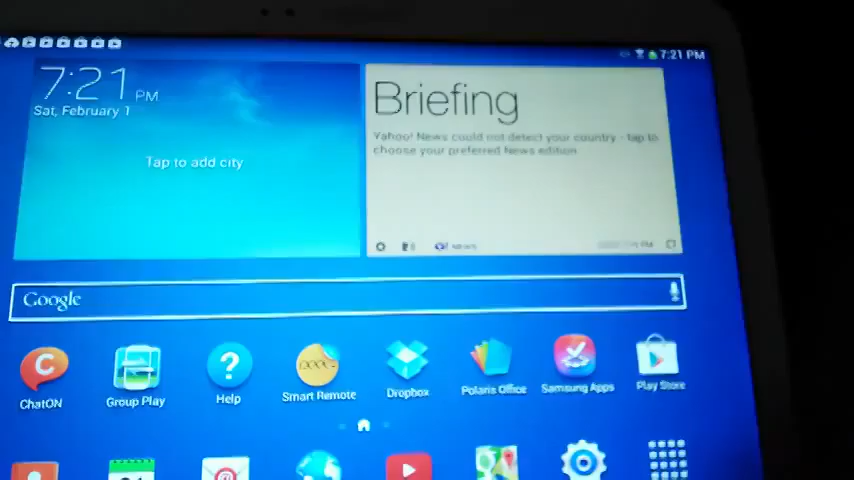 7:21 PM
7:21 PM
Sat, February 1
Tap to add city
Briefing
Yahoo! News could not detect your country - tap to
choose your preferred News edition.
Google
ChatON
Group Play
Help
Smart Remote
Dropbox
Polaris Office
Samsung Apps
Play Store